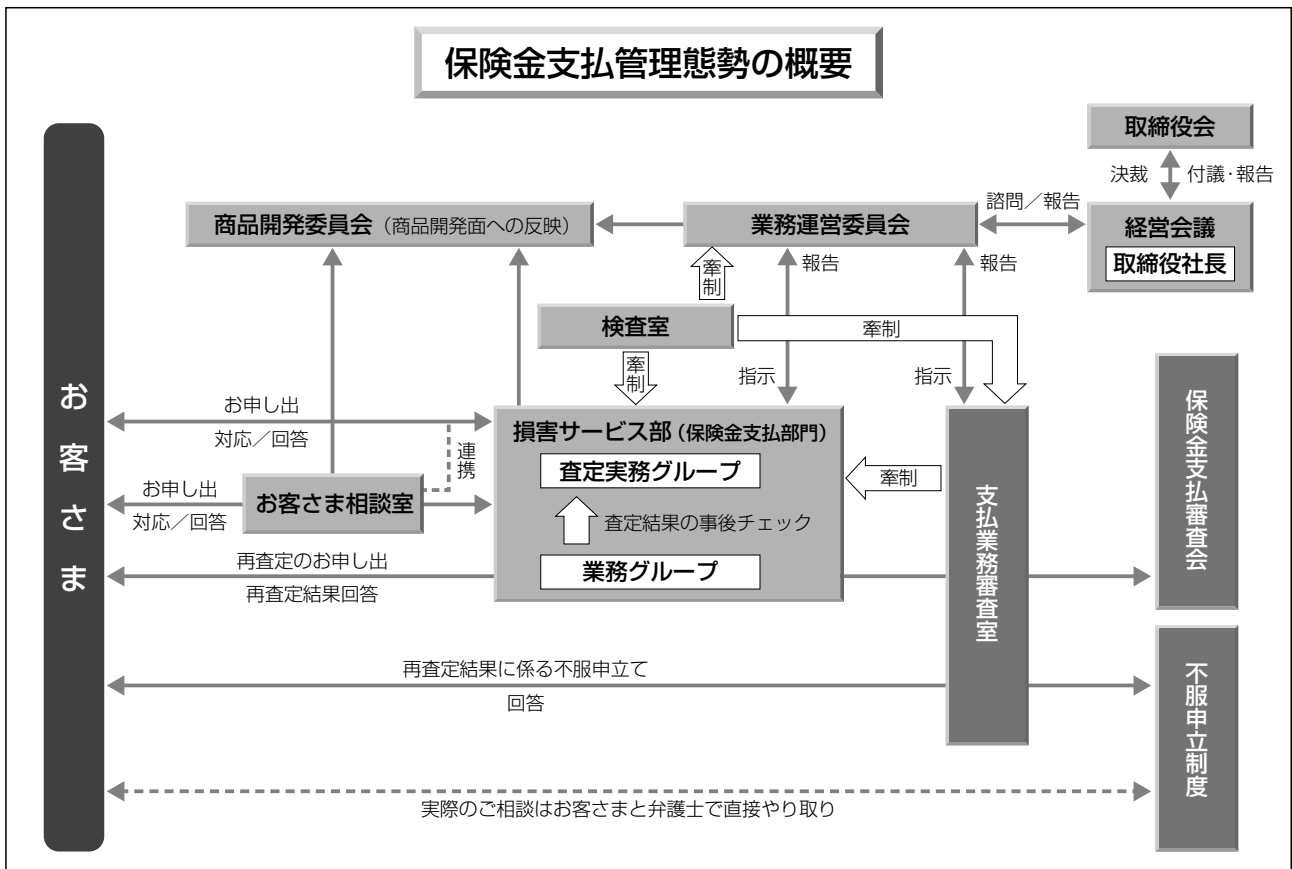 保険金支払管理態勢の概要
取締役会
決裁
付議・報告
諮問／報告
経営会議
取締役社長
商品開発委員会（商品開発面への反映）
業務運営委員会
牽制
報告
報告
検査室
牽制
牽制
指示
指示
お客さま
お申し出
対応／回答
連携
損害サービス部（保険金支払部門）
査定実務グループ
牽制
お申し出
対応／回答
お客さま相談室
査定結果の事後チェック
業務グループ
再査定のお申し出
再査定結果回答
支払業務審査室
保険金支払審査会
再査定結果に係る不服申立て
回答
不服申立制度
実際のご相談はお客さまと弁護士で直接やり取り